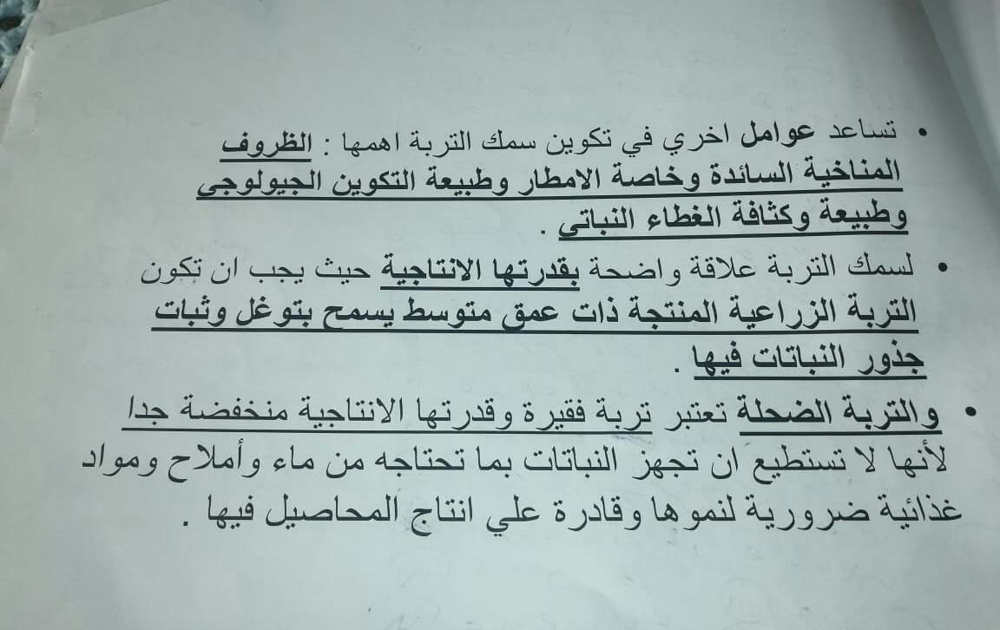 • تساعد عوامل اخري في تكوين سمك التربة اهمها : الظروف
المناخية السائدة وخاصة الامطار وطبيعة التكوين الجيولوجي
وطبيعة وكثافة الغطاء النباتي .
• لسمك التربة علاقة واضحة بقدرتها الانتاجية حيث يجب ان تكون
التربة الزراعية المنتجة ذات عمق متوسط يسمح بتوغل وثبات
جذور النباتات فيها .
• والتربة الضحلة تعتبر تربة فقيرة وقدرتها الانتاجية منخفضة جدا
لأنها لا تستطيع ان تجهز النباتات بما تحتاجه من ماء وأملاح ومواد
غذائية ضرورية لنموها وقادرة علي انتاج المحاصيل فيها .